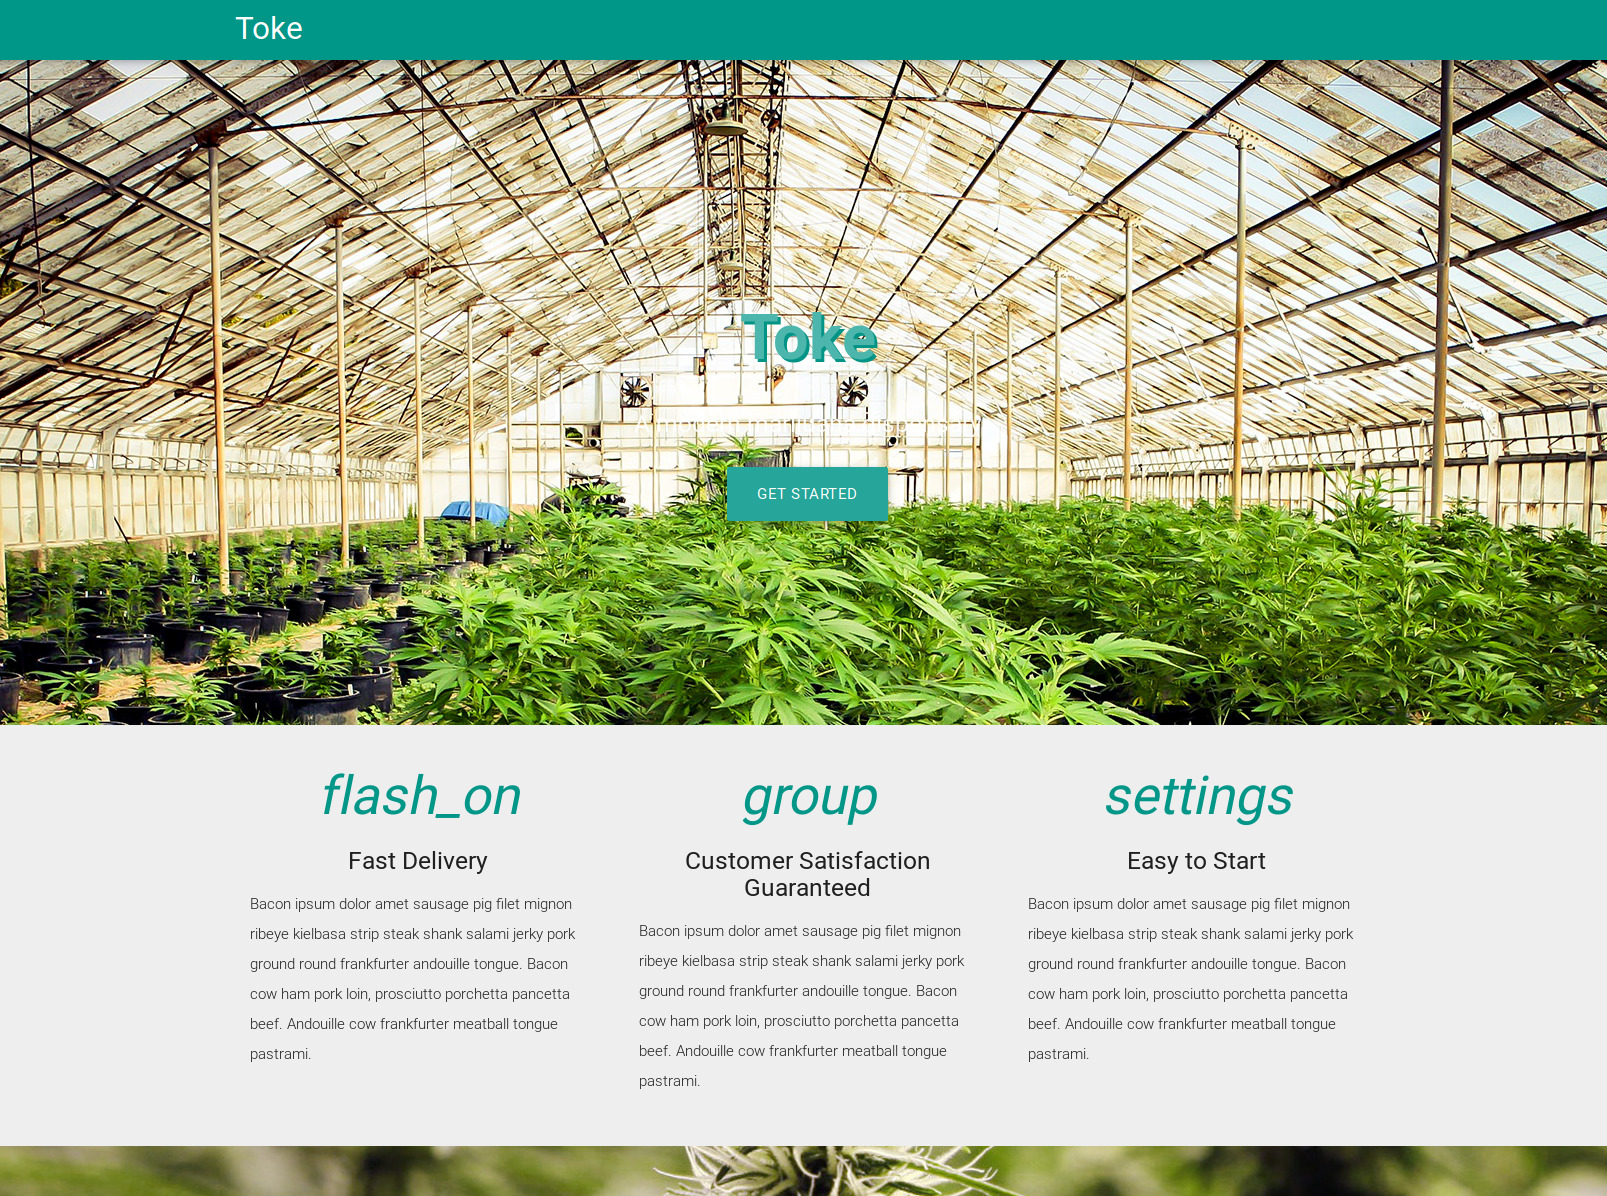 Toke
Toke
A modern marijuana dispensary
GET STARTED
flash_on
group
settings
Fast Delivery
Customer Satisfaction
Guaranteed
Easy to Start
Bacon ipsum dolor amet sausage pig filet mignon
ribeye kielbasa strip steak shank salami jerky pork
ground round frankfurter andouille tongue. Bacon
cow ham pork loin, prosciutto porchetta pancetta
beef. Andouille cow frankfurter meatball tongue
pastrami.
Bacon ipsum dolor amet sausage pig filet mignon
ribeye kielbasa strip steak shank salami jerky pork
ground round frankfurter andouille tongue. Bacon
cow ham pork loin, prosciutto porchetta pancetta
beef. Andouille cow frankfurter meatball tongue
pastrami.
Bacon ipsum dolor amet sausage pig filet mignon
ribeye kielbasa strip steak shank salami jerky pork
ground round frankfurter andouille tongue. Bacon
cow ham pork loin, prosciutto porchetta pancetta
beef. Andouille cow frankfurter meatball tongue
pastrami.